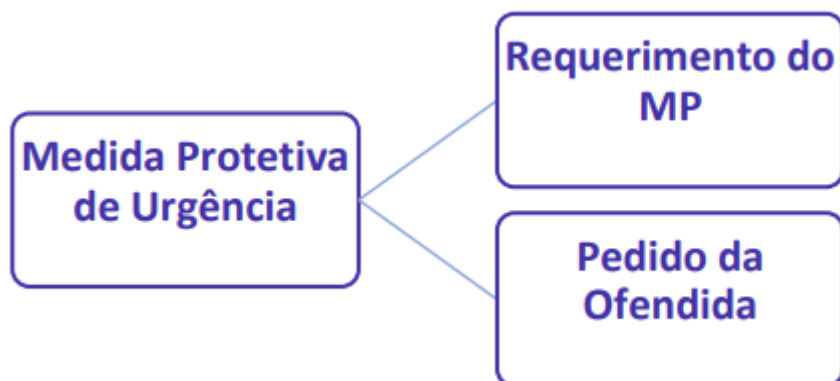 Medida Protetiva
de Urgência
Requerimento do
MP
Pedido da
Ofendida